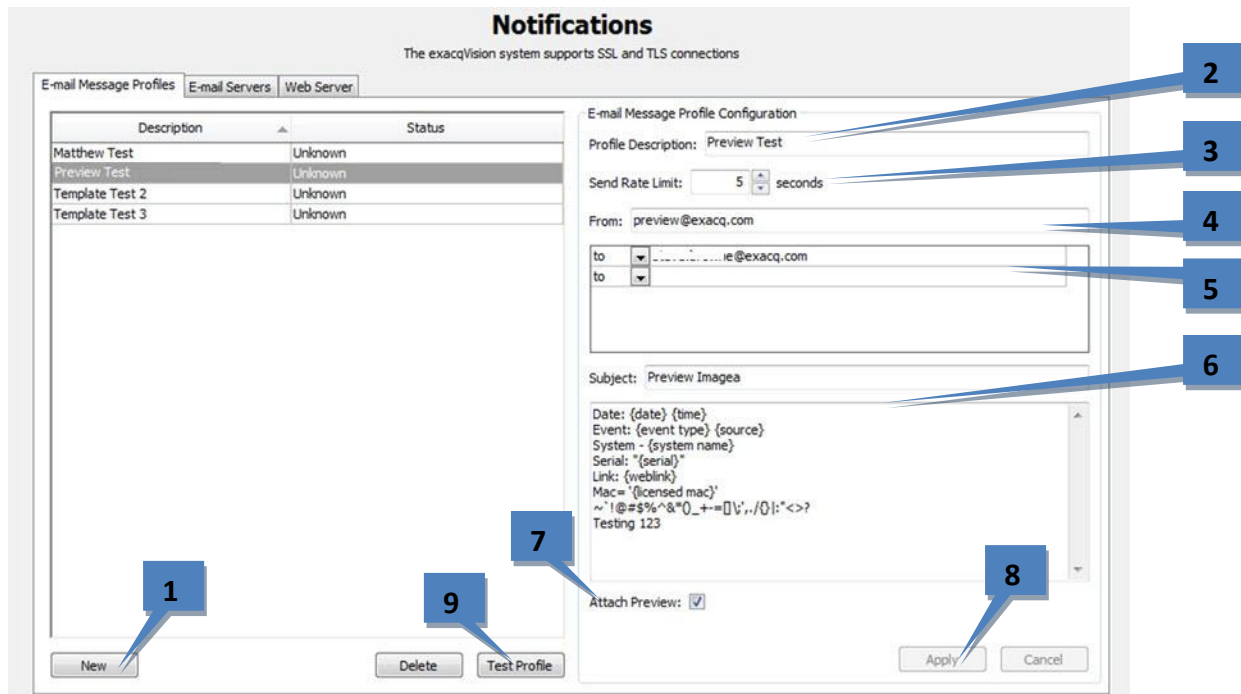 Notifications
The exacqVision system supports SSL and TLS connections
E-mail Message Profiles E-mail Servers Web Server
Description Status
Matthew Test Unknown
Preview Test Unknown
Template Test 2 Unknown
Template Test 3 Unknown
New
Delete
Test Profile
E-mail Message Profile Configuration
Profile Description: Preview Test
Send Rate Limit: 5 seconds
From: preview@exacq.com
to e@exacq.com
to
Subject: Preview Imagea
Date: {date} {time}
Event: {event type} {source}
System - {system name}
Serial: "{serial}"
Link: {weblink}
Mac= '{licensed mac}'
~`!@#$%^&*()_+-=[]\;',./{}|:"<>?
Testing 123
Attach Preview:
Apply Cancel
1
2
3
4
5
6
7
8
9